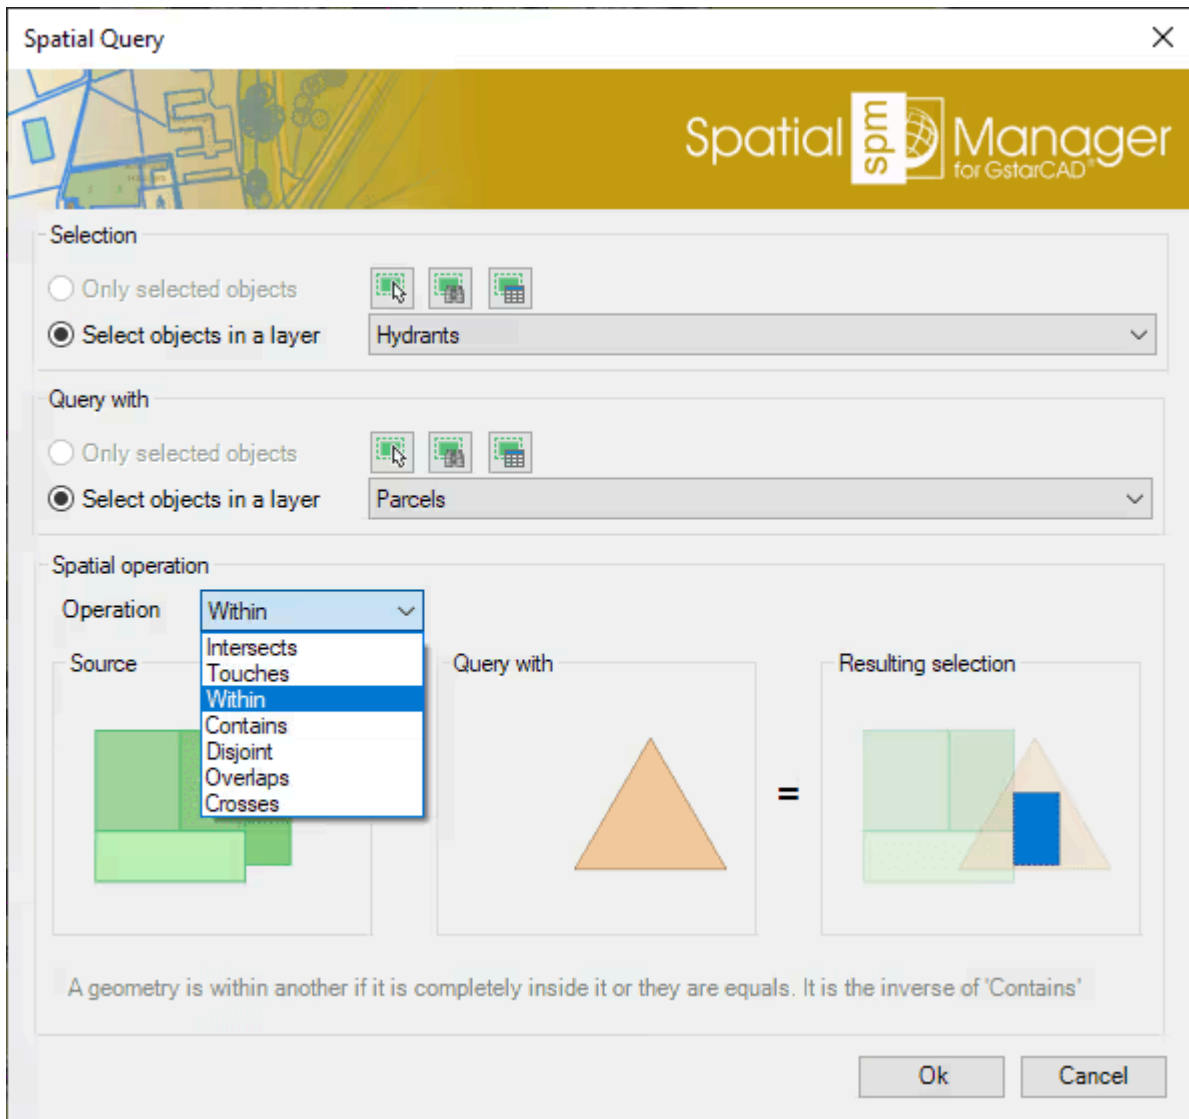 Spatial Query
Spatial spm Manager
for GstarCAD®
Selection
Only selected objects
Select objects in a layer Hydrants
Query with
Only selected objects
Select objects in a layer Parcels
Spatial operation
Operation Within
Intersects
Touches
Within
Contains
Disjoint
Overlaps
Crosses
Source Query with Resulting selection
=
A geometry is within another if it is completely inside it or they are equals. It is the inverse of 'Contains'
Ok Cancel